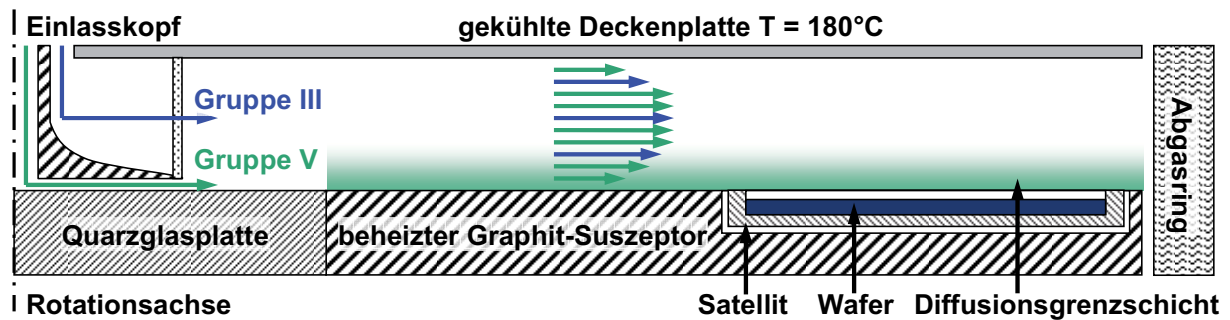 Einlasskopf
gekühlte Deckenplatte T = 180°C
Gruppe III
Gruppe V
Abgasring
Quarzglasplatte
beheizter Graphit-Suszeptor
Rotationsachse
Satellit
Wafer
Diffusionsgrenzschicht